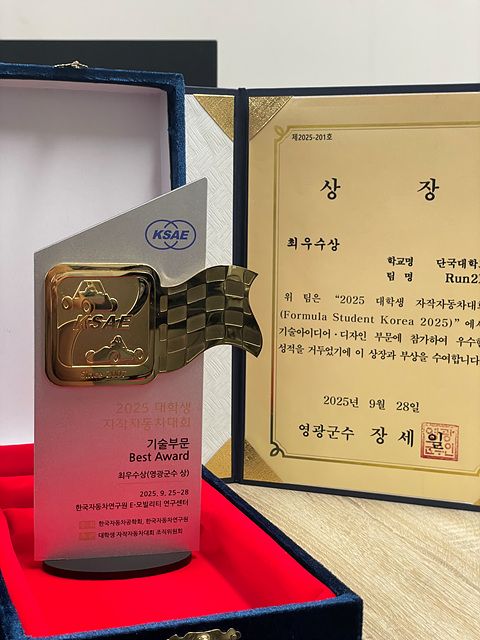 KSAE
KSAE
Since 2007
2025 대학생
자작자동차대회
기술부문
Best Award
최우수상(영광군수 상)
2025. 9. 25-28
한국자동차연구원 E-모빌리티 연구센터
한국자동차공학회, 한국자동차연구원
대학생 자작자동차대회 조직위원회
제2025-201호
상 장
최우수상
학교명 단국대학
팀 명 Run2
위 팀은 “2025 대학생 자작자동차대
(Formula Student Korea 2025)”에서
기술아이디어·디자인 부문에 참가하여 우수한
성적을 거두었기에 이 상장과 부상을 수여합니다
2025년 9월 28일
영광군수 장 세 일